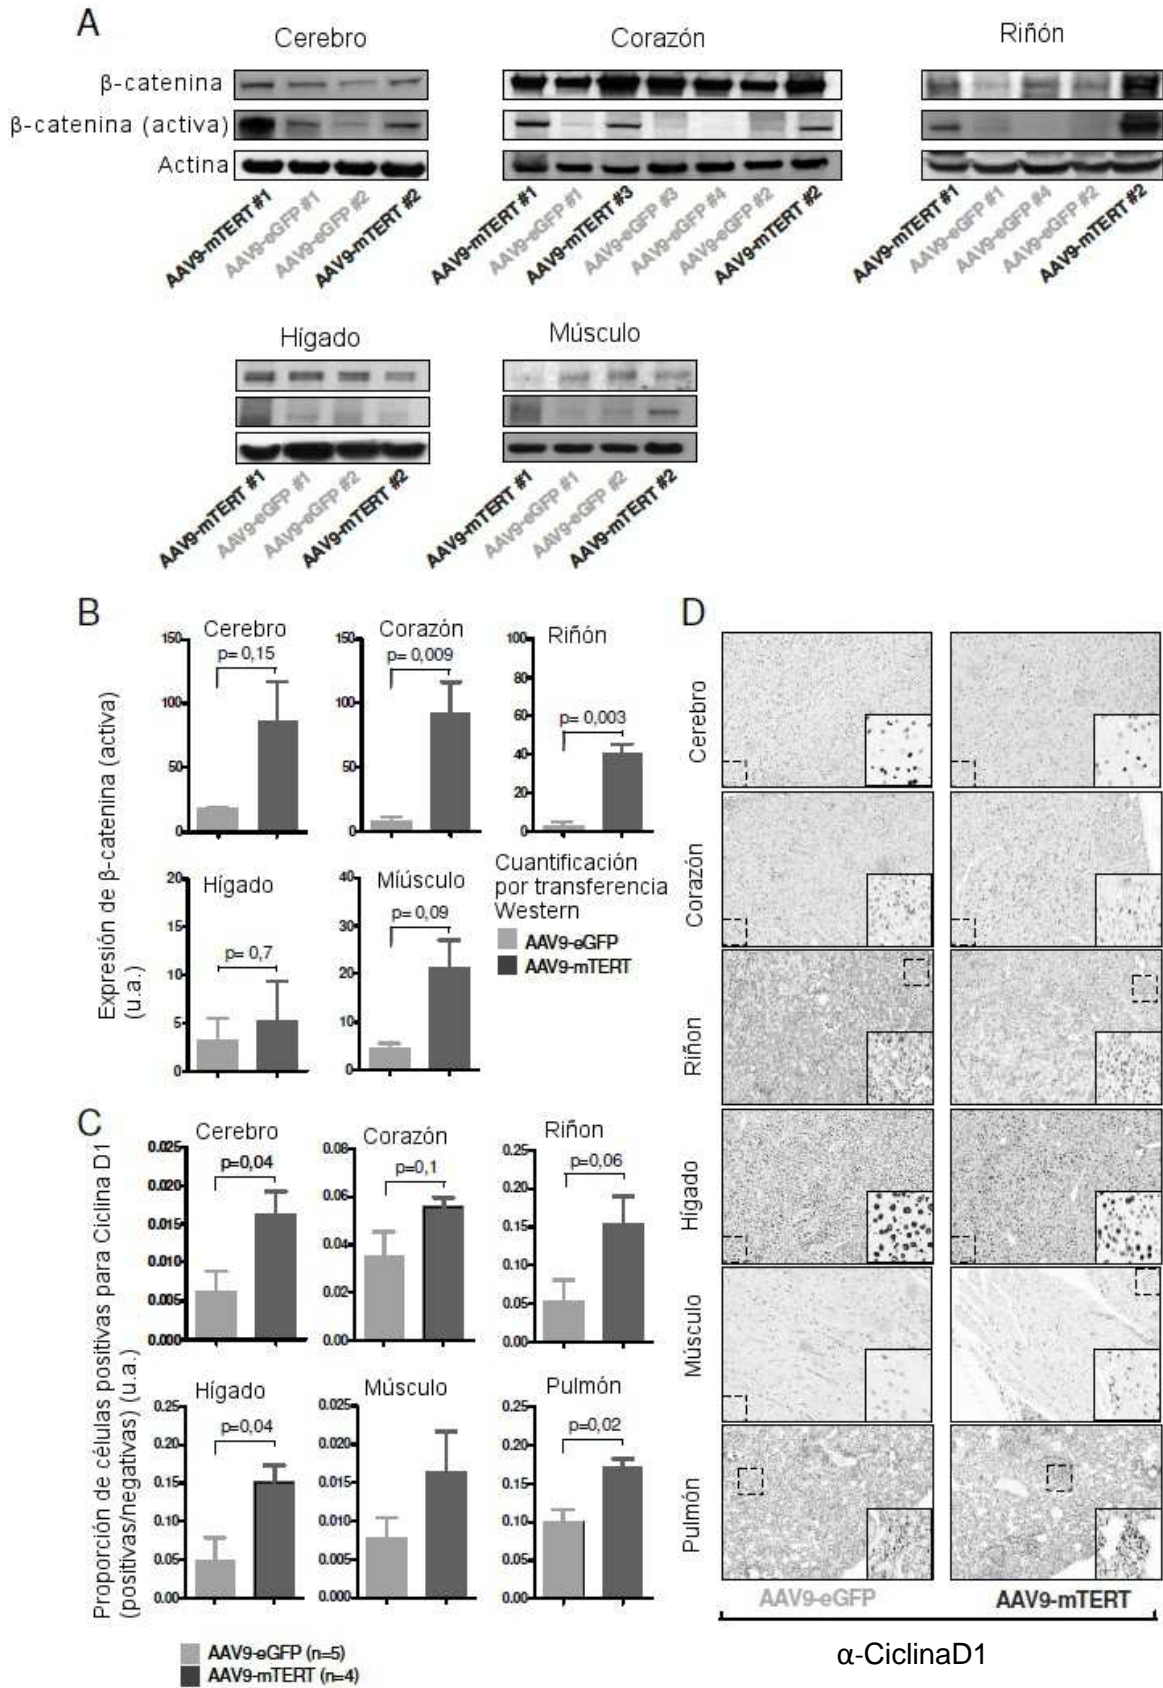 A
Cerebro
Corazón
Riñón
β-catenina
β-catenina (activa)
Actina
AAV9-mTERT #1
AAV9-eGFP #1
AAV9-eGFP #2
AAV9-mTERT #2
AAV9-mTERT #1
AAV9-eGFP #1
AAV9-mTERT #3
AAV9-eGFP #3
AAV9-eGFP #4
AAV9-eGFP #2
AAV9-mTERT #2
AAV9-mTERT #1
AAV9-eGFP #1
AAV9-eGFP #4
AAV9-eGFP #2
AAV9-mTERT #2
Hígado
Músculo
AAV9-mTERT #1
AAV9-eGFP #1
AAV9-eGFP #2
AAV9-mTERT #2
AAV9-mTERT #1
AAV9-eGFP #1
AAV9-eGFP #2
AAV9-mTERT #2
B
Expresión de β-catenina (activa)
(u.a.)
Cerebro
150
100
50
0
p= 0,15
Corazón
150
100
50
0
p= 0,009
Riñón
100
80
60
40
20
0
p= 0,003
Hígado
20
15
10
5
0
p= 0,7
Míúsculo
40
30
20
10
0
p= 0,09
Cuantificación
por transferencia
Western
AAV9-eGFP
AAV9-mTERT
C
Proporción de células positivas para Ciclina D1
(positivas/negativas) (u.a.)
Cerebro
0.025
0.020
0.015
0.010
0.005
0.000
p=0,04
Corazón
0.08
0.06
0.04
0.02
0.00
p=0,1
Riñon
0.25
0.20
0.15
0.10
0.05
0.00
p=0,06
Hígado
0.25
0.20
0.15
0.10
0.05
0.00
p=0,04
Músculo
0.025
0.020
0.015
0.010
0.005
0.000
Pulmón
0.25
0.20
0.15
0.10
0.05
0.00
p=0,02
AAV9-eGFP (n=5)
AAV9-mTERT (n=4)
D
Cerebro
Corazón
Riñon
Hígado
Músculo
Pulmón
AAV9-eGFP
AAV9-mTERT
α-CiclinaD1